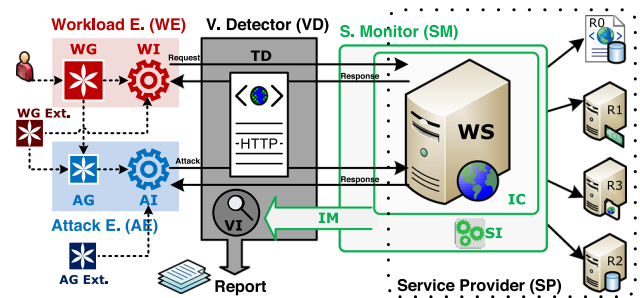 Workload E. (WE)
V. Detector (VD)
S. Monitor (SM)
R0
WG
WI
Request
TD
Response
WS
R1
WG Ext.
-HTTP-
Attack
R3
AG
AI
Response
IC
Attack E. (AE)
VI
IM
SI
R2
AG Ext.
Report
Service Provider (SP)